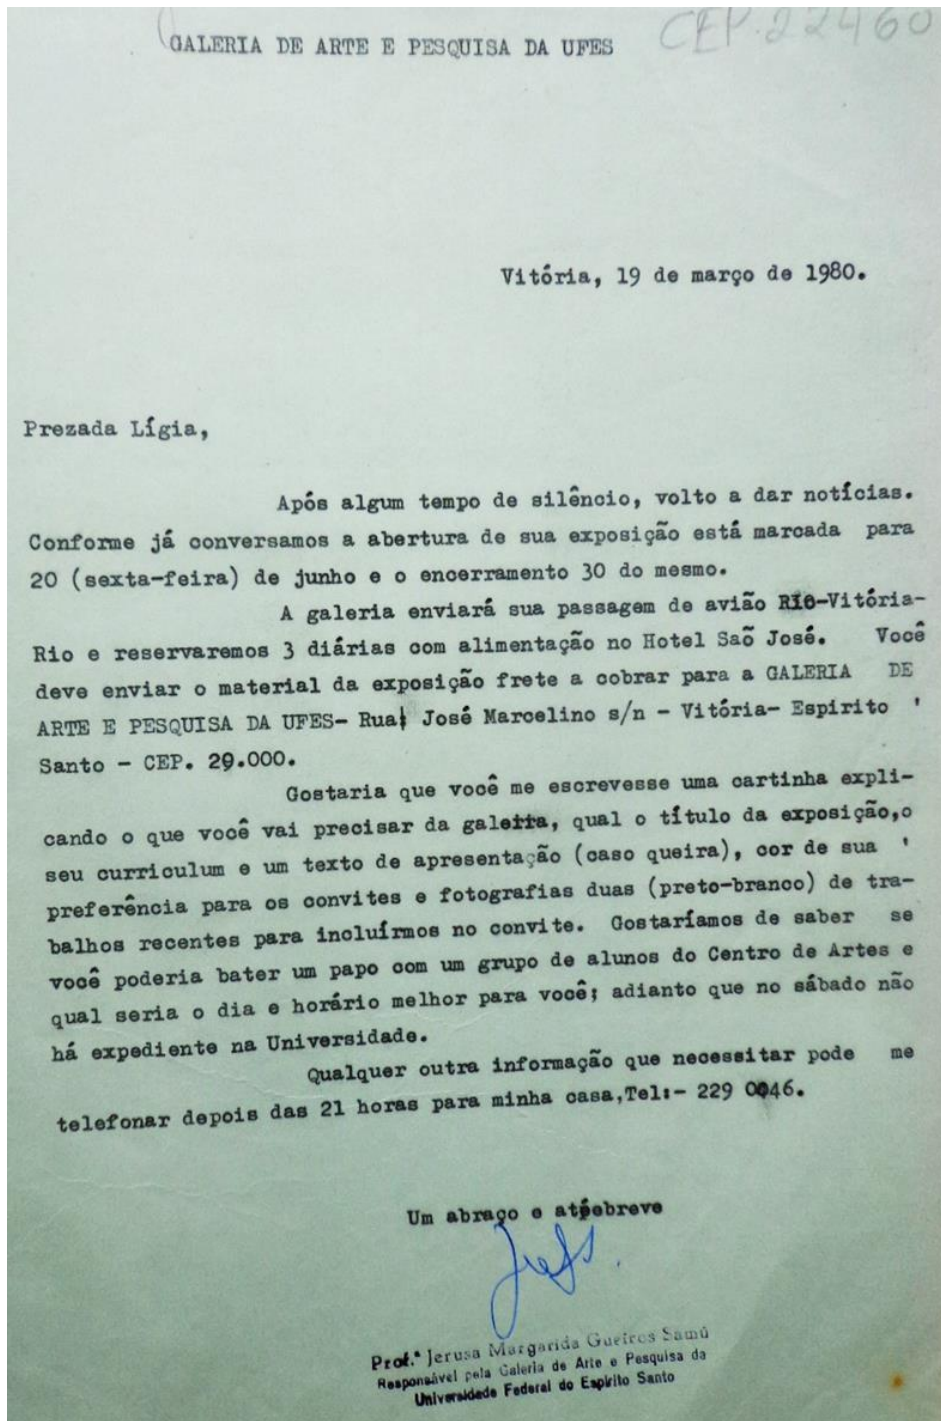 GALERIA DE ARTE E PESQUISA DA UFES
CEP.22460
Vitória, 19 de março de 1980.
Prezada Lígia,
Após algum tempo de silêncio, volto a dar notícias.
Conforme já conversamos a abertura de sua exposição está marcada para
20 (sexta-feira) de junho e o encerramento 30 do mesmo.
A galeria enviará sua passagem de avião Rio-Vitória-
Rio e reservaremos 3 diárias com alimentação no Hotel Saõ José. Você
deve enviar o material da exposição frete a cobrar para a GALERIA DE
ARTE E PESQUISA DA UFES- Rua José Marcelino s/n - Vitória- Espirito '
Santo - CEP. 29.000.
Gostaria que você me escrevesse uma cartinha expli-
cando o que você vai precisar da galeria, qual o título da exposição,o
seu curriculum e um texto de apresentação (caso queira), cor de sua '
preferência para os convites e fotografias duas (preto-branco) de tra-
balhos recentes para incluírmos no convite. Gostaríamos de saber se
você poderia bater um papo com um grupo de alunos do Centro de Artes e
qual seria o dia e horário melhor para você; adianto que no sábado não
há expediente na Universidade.
Qualquer outra informação que necessitar pode me
telefonar depois das 21 horas para minha casa,Tel:- 229 0046.
Um abraço e atébreve
Prof.ª Jerusa Margarida Gueiros Samú
Responsável pela Galeria de Arte e Pesquisa da
Universidade Federal do Espírito Santo